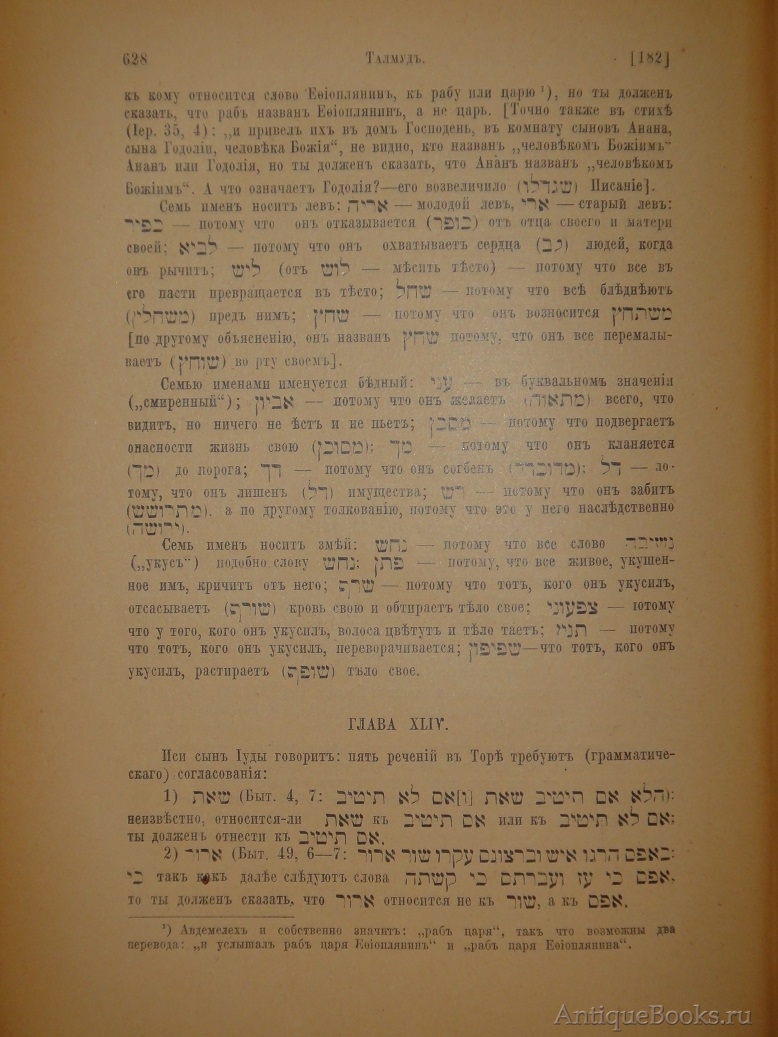 628 Талмудъ. [182]
къ кому относится слово Еѳіоплянинъ, къ рабу или царю ¹), но ты долженъ
сказать, что рабъ названъ Еѳіоплянинъ, а не царь. [Точно также въ стихѣ
(Іер. 35, 4): „и привелъ ихъ въ домъ Господень, въ комнату сыновъ Анана,
сына Годоліи, человѣка Божія“, не видно, кто названъ „человѣкомъ Божіимъ“
Ананъ или Годолія, но ты долженъ сказать, что Ананъ названъ „человѣкомъ
Божіимъ“. А что означаетъ Годолія?—его возвеличило (שגדלו) Писаніе].
Семь именъ носитъ левъ: אריה — молодой левъ, ארי — старый левъ:
כפיר — потому что онъ отказывается (כופר) отъ отца своего и матери
своей; לביא — потому что онъ охватываетъ сердца (לב) людей, когда
онъ рычитъ; ליש (отъ לוש — мѣсить тѣсто) — потому что все въ
его пасти превращается въ тѣсто; שחל — потому что всѣ блѣднѣютъ
(משחלין) предъ нимъ; שחץ — потому что онъ возносится משתחץ
[по другому объясненію, онъ названъ שחץ потому, что онъ все перемалы-
ваетъ (שוחץ) во рту своемъ].
Семью именами именуется бѣдный: עני — въ буквальномъ значеніи
(„смиренный“); אביון — потому что онъ желаетъ (מתאוה) всего, что
видитъ, но ничего не ѣстъ и не пьетъ; מסכן — потому что подвергаетъ
опасности жизнь свою (מסוכן); מך — потому что онъ кланяется
(מך) до порога; דך — потому что онъ согбенъ (מדוכדך); דל — по-
тому, что онъ лишенъ (דל) имущества; רש — потому что онъ забитъ
(מתרושש), а по другому толкованію, потому что это у него наслѣдственно
(ירושה).
Семь именъ носитъ змѣй: נחש — потому что все слово נשיכה
(„укусъ“) подобно слову נחש; פתן — потому, что все живое, укушен-
ное имъ, кричитъ отъ него; שרף — потому что тотъ, кого онъ укусилъ,
отсасываетъ (שורף) кровь свою и обтираетъ тѣло свое; צפעוני — потому
что у того, кого онъ укусилъ, волоса цвѣтутъ и тѣло таетъ; תנין — потому
что тотъ, кого онъ укусилъ, переворачивается; שפיפון—что тотъ, кого онъ
укусилъ, растираетъ (שופף) тѣло свое.
ГЛАВА XLIV.
Иси сынъ Іуды говоритъ: пять реченій въ Торѣ требуютъ (грамматиче-
скаго) согласованія:
1) שאת (Быт. 4, 7: הלא אם היטיב שאת [ו]אם לא תיטיב):
неизвѣстно, относится-ли שאת къ אם תיטיב или къ אם לא תיטיב;
ты долженъ отнести къ אם תיטיב.
2) ארור (Быт. 49, 6—7: באפם הרגו איש וברצונם עקרו שור ארור:
אפם כי עז ועברתם כי קשתה такъ какъ далѣе слѣдуютъ слова כי
то ты долженъ сказать, что ארור относится не къ שור, а къ אפם.
¹) Авдемелехъ и собственно значитъ: „рабъ царя“, такъ что возможны два
перевода: „и услышалъ рабъ царя Еѳіоплянинъ“ и „рабъ царя Еѳіоплянина“.
AntiqueBooks.ru